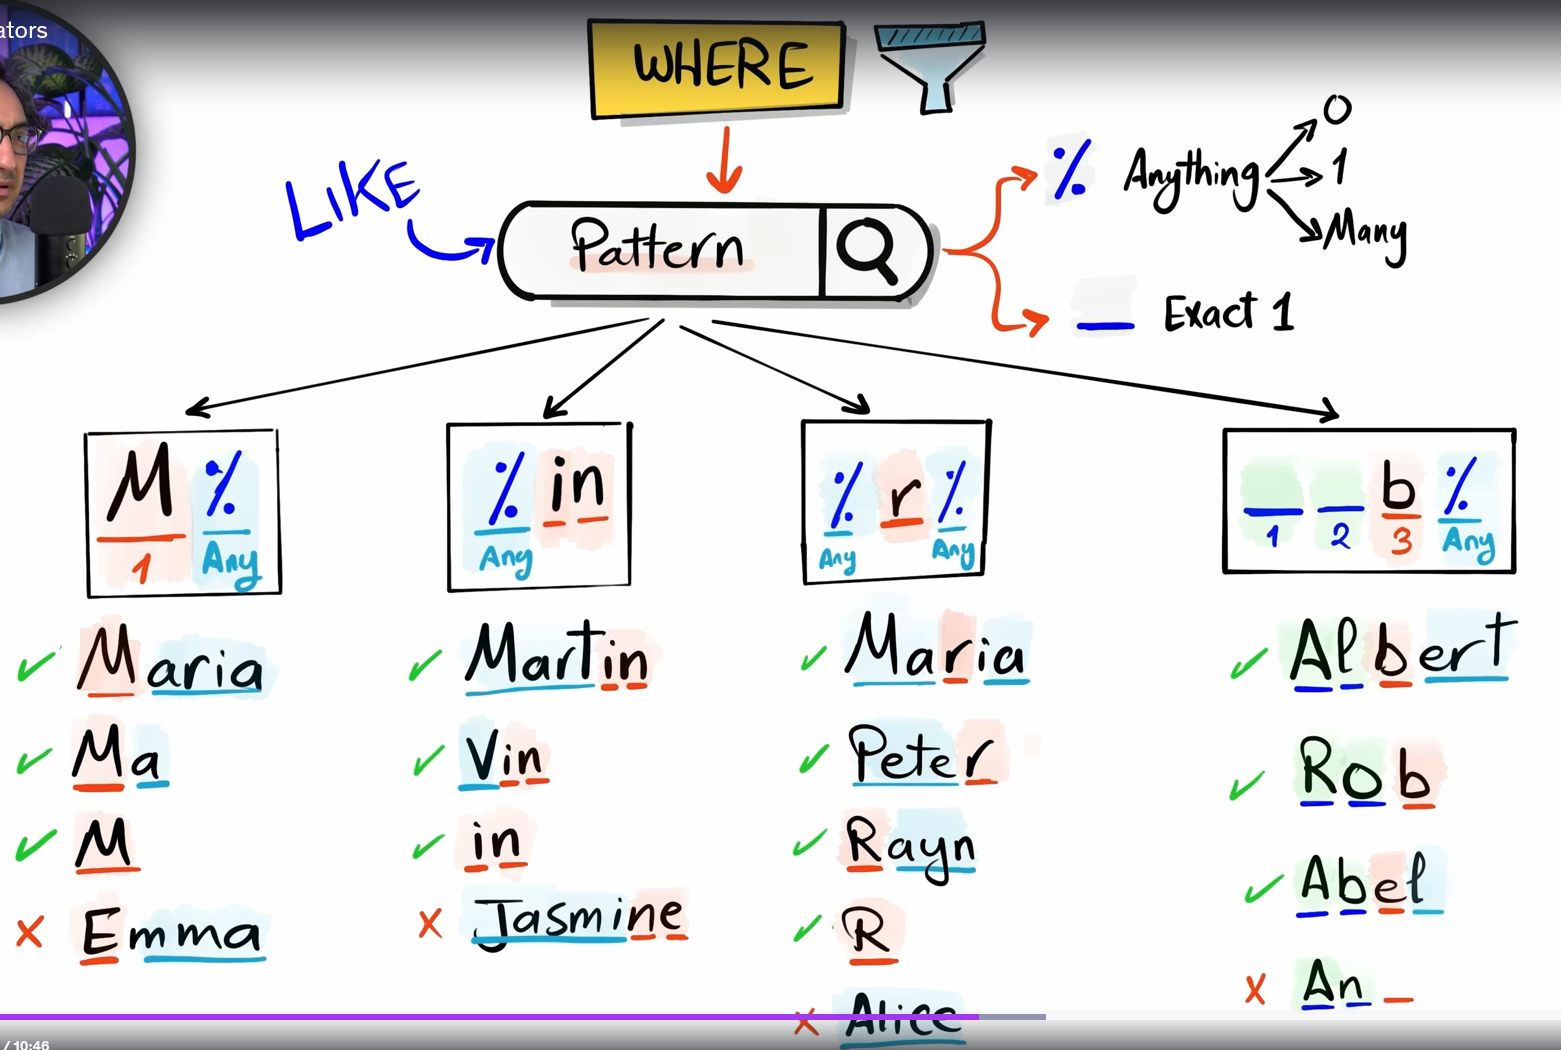 ators
WHERE
LIKE
Pattern
% Anything
0
1
Many
_ Exact 1
M %
1 Any
% in
Any
% r %
Any Any
_ _ b %
1 2 3 Any
Maria
Ma
M
Emma
Martin
Vin
in
Jasmine
Maria
Peter
Rayn
R
Alice
Albert
Rob
Abel
An _
/ 10:46